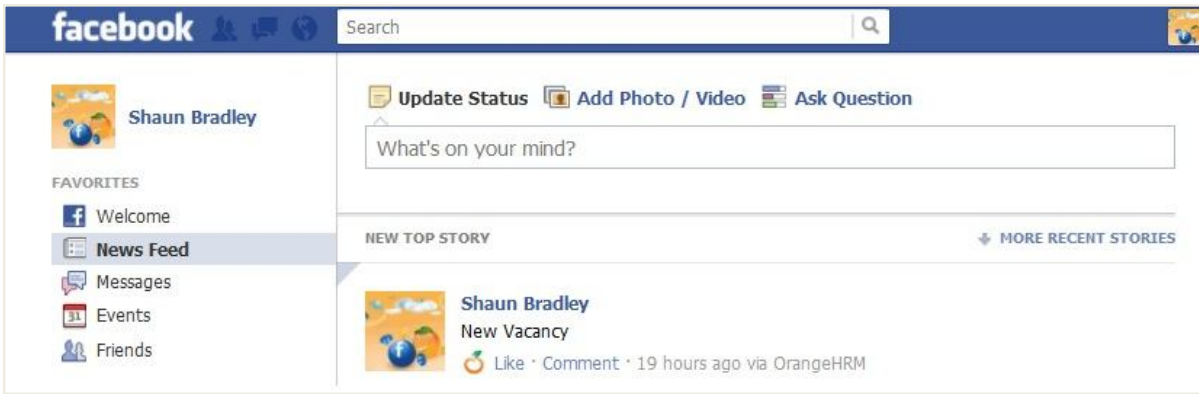 facebook
Search
Shaun Bradley
FAVORITES
Welcome
News Feed
Messages
31 Events
Friends
Update Status Add Photo / Video Ask Question
What's on your mind?
NEW TOP STORY MORE RECENT STORIES
Shaun Bradley
New Vacancy
Like · Comment · 19 hours ago via OrangeHRM